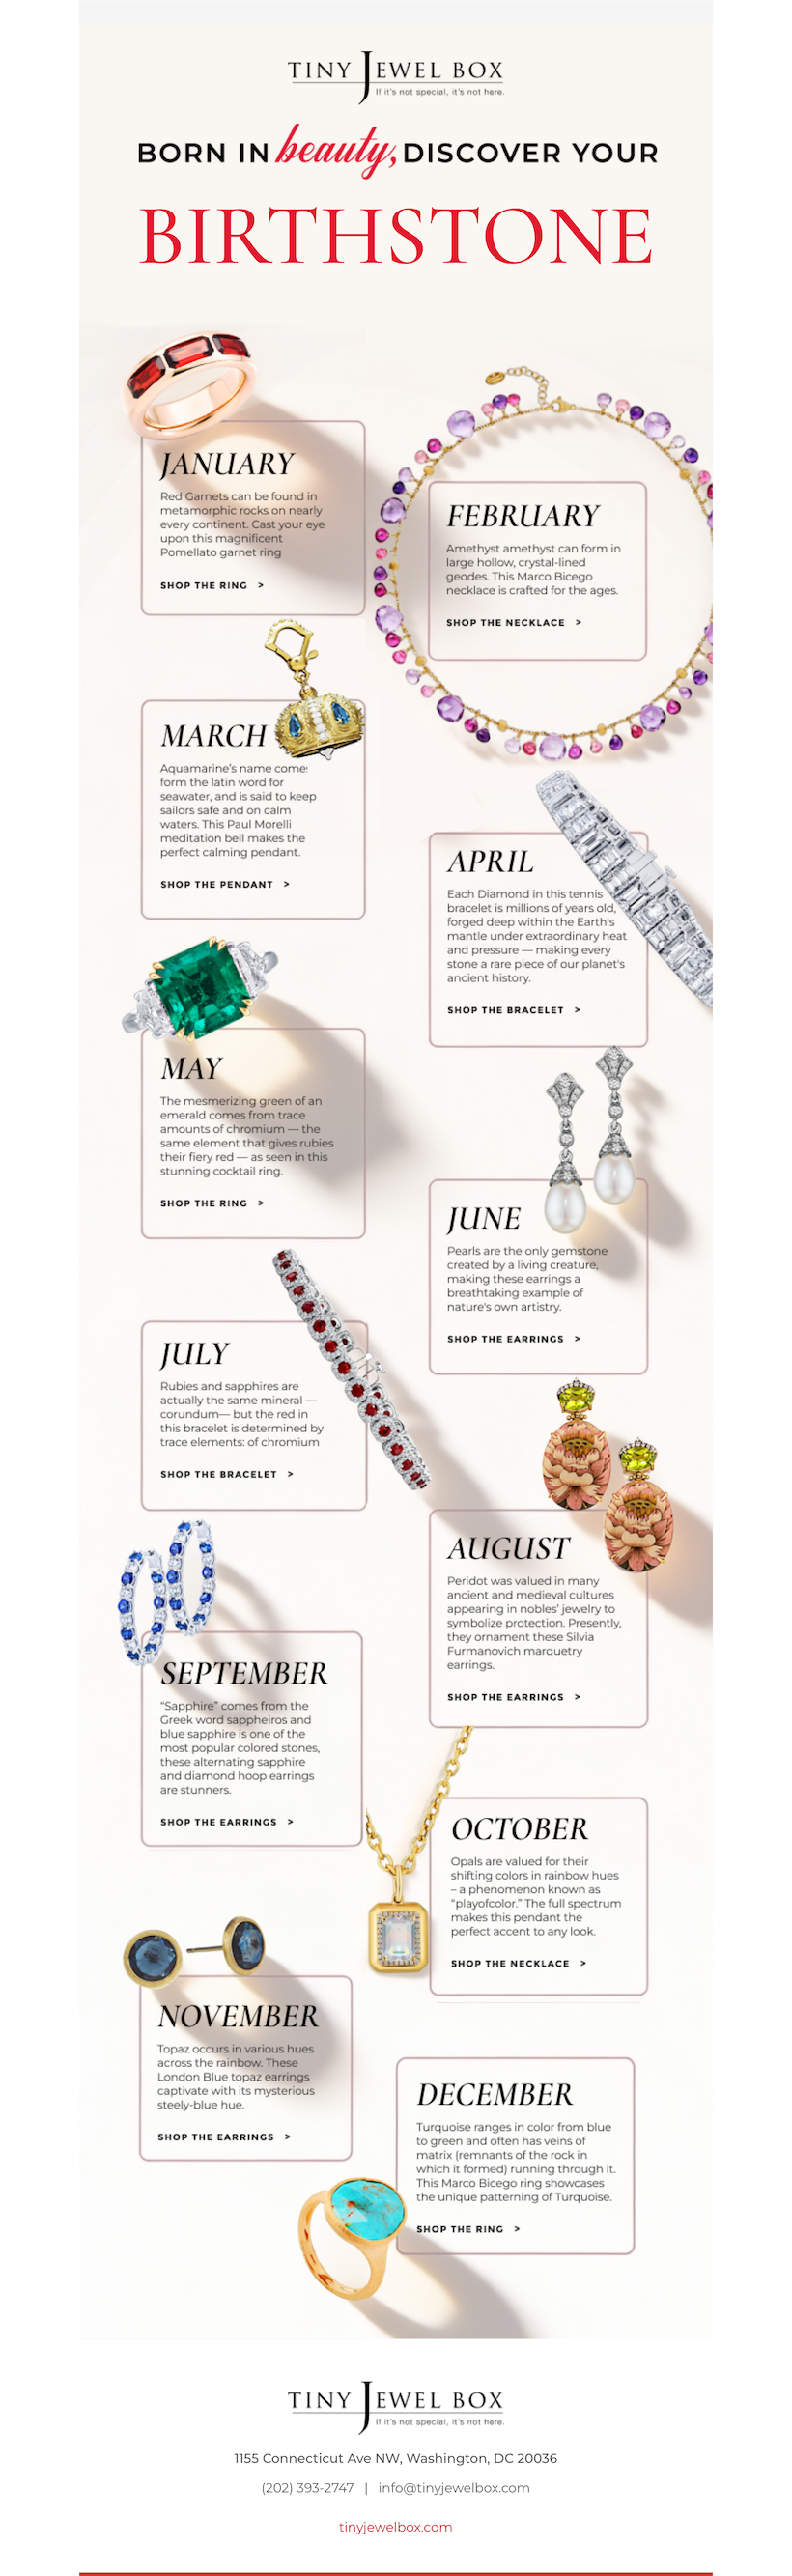 TINY JEWEL BOX
If it's not special, it's not here.
BORN IN beauty, DISCOVER YOUR
BIRTHSTONE
JANUARY
Red Garnets can be found in
metamorphic rocks on nearly
every continent. Cast your eye
upon this magnificent
Pomellato garnet ring
SHOP THE RING >
FEBRUARY
Amethyst amethyst can form in
large hollow, crystal-lined
geodes. This Marco Bicego
necklace is crafted for the ages.
SHOP THE NECKLACE >
MARCH
Aquamarine's name come
form the latin word for
seawater, and is said to keep
sailors safe and on calm
waters. This Paul Morelli
meditation bell makes the
perfect calming pendant.
SHOP THE PENDANT >
APRIL
Each Diamond in this tennis
bracelet is millions of years old,
forged deep within the Earth's
mantle under extraordinary heat
and pressure — making every
stone a rare piece of our planet's
ancient history.
SHOP THE BRACELET >
MAY
The mesmerizing green of an
emerald comes from trace
amounts of chromium — the
same element that gives rubies
their fiery red — as seen in this
stunning cocktail ring.
SHOP THE RING >
JUNE
Pearls are the only gemstone
created by a living creature,
making these earrings a
breathtaking example of
nature's own artistry.
SHOP THE EARRINGS >
JULY
Rubies and sapphires are
actually the same mineral —
corundum— but the red in
this bracelet is determined by
trace elements: of chromium
SHOP THE BRACELET >
AUGUST
Peridot was valued in many
ancient and medieval cultures
appearing in nobles' jewelry to
symbolize protection. Presently,
they ornament these Silvia
Furmanovich marquetry
earrings.
SHOP THE EARRINGS >
SEPTEMBER
“Sapphire” comes from the
Greek word sappheiros and
blue sapphire is one of the
most popular colored stones,
these alternating sapphire
and diamond hoop earrings
are stunners.
SHOP THE EARRINGS >
OCTOBER
Opals are valued for their
shifting colors in rainbow hues
– a phenomenon known as
“playofcolor.” The full spectrum
makes this pendant the
perfect accent to any look.
SHOP THE NECKLACE >
NOVEMBER
Topaz occurs in various hues
across the rainbow. These
London Blue topaz earrings
captivate with its mysterious
steely-blue hue.
SHOP THE EARRINGS >
DECEMBER
Turquoise ranges in color from blue
to green and often has veins of
matrix (remnants of the rock in
which it formed) running through it.
This Marco Bicego ring showcases
the unique patterning of Turquoise.
SHOP THE RING >
TINY JEWEL BOX
If it's not special, it's not here.
1155 Connecticut Ave NW, Washington, DC 20036
(202) 393-2747 | info@tinyjewelbox.com
tinyjewelbox.com